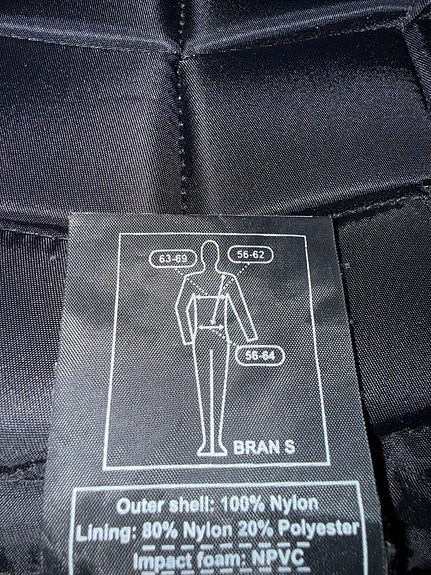 63-69
56-62
56-64
BRAN S
Outer shell: 100% Nylon
Lining: 80% Nylon 20% Polyester
Impact foam: NPVC